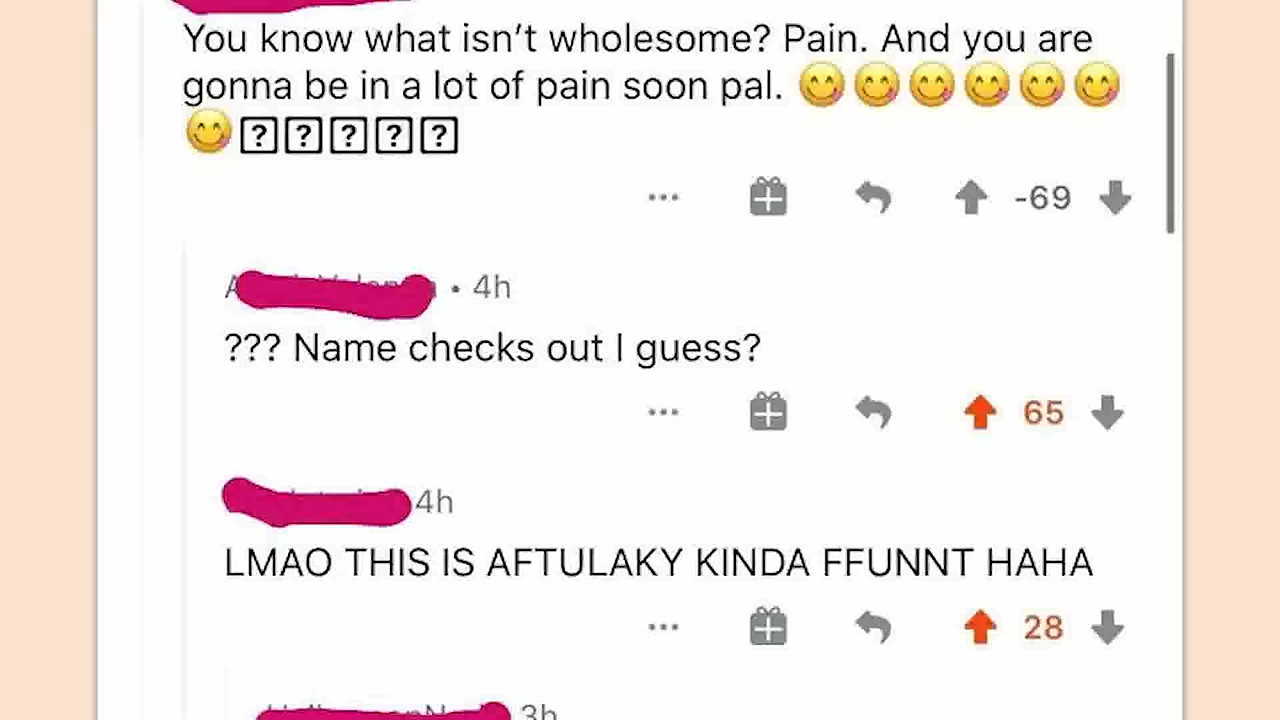 You know what isn’t wholesome? Pain. And you are
gonna be in a lot of pain soon pal. 😋😋😋😋😋😋
😋⍰⍰⍰⍰⍰
-69
• 4h
??? Name checks out I guess?
65
4h
LMAO THIS IS AFTULAKY KINDA FFUNNT HAHA
28
3h